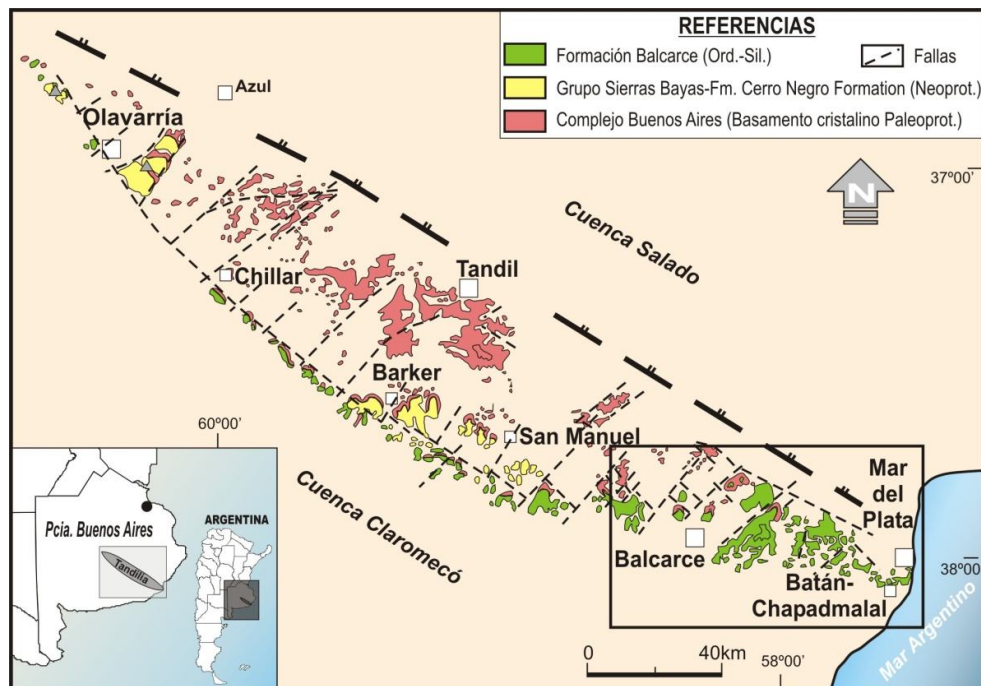 REFERENCIAS
Formación Balcarce (Ord.-Sil.)
Fallas
Grupo Sierras Bayas-Fm. Cerro Negro Formation (Neoprot.)
Complejo Buenos Aires (Basamento cristalino Paleoprot.)
Azul
Olavarría
N
37º00'
Cuenca Salado
Chillar
Tandil
Barker
60º00'
San Manuel
Cuenca Claromecó
Mar
del
Plata
Balcarce
Batán-
Chapadmalal
38º00'
Mar Argentino
0
40km
58º00'
Pcía. Buenos Aires
ARGENTINA
Tandilia